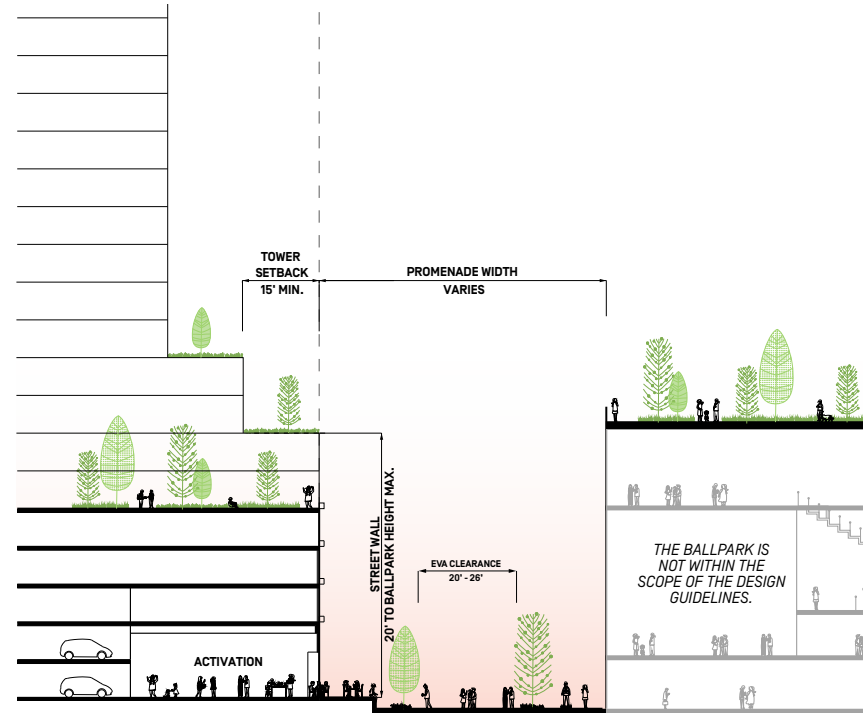 TOWER
SETBACK
15' MIN.
PROMENADE WIDTH
VARIES
STREET WALL
20' TO BALLPARK HEIGHT MAX.
EVA CLEARANCE
20' - 26'
THE BALLPARK IS
NOT WITHIN THE
SCOPE OF THE DESIGN
GUIDELINES.
ACTIVATION